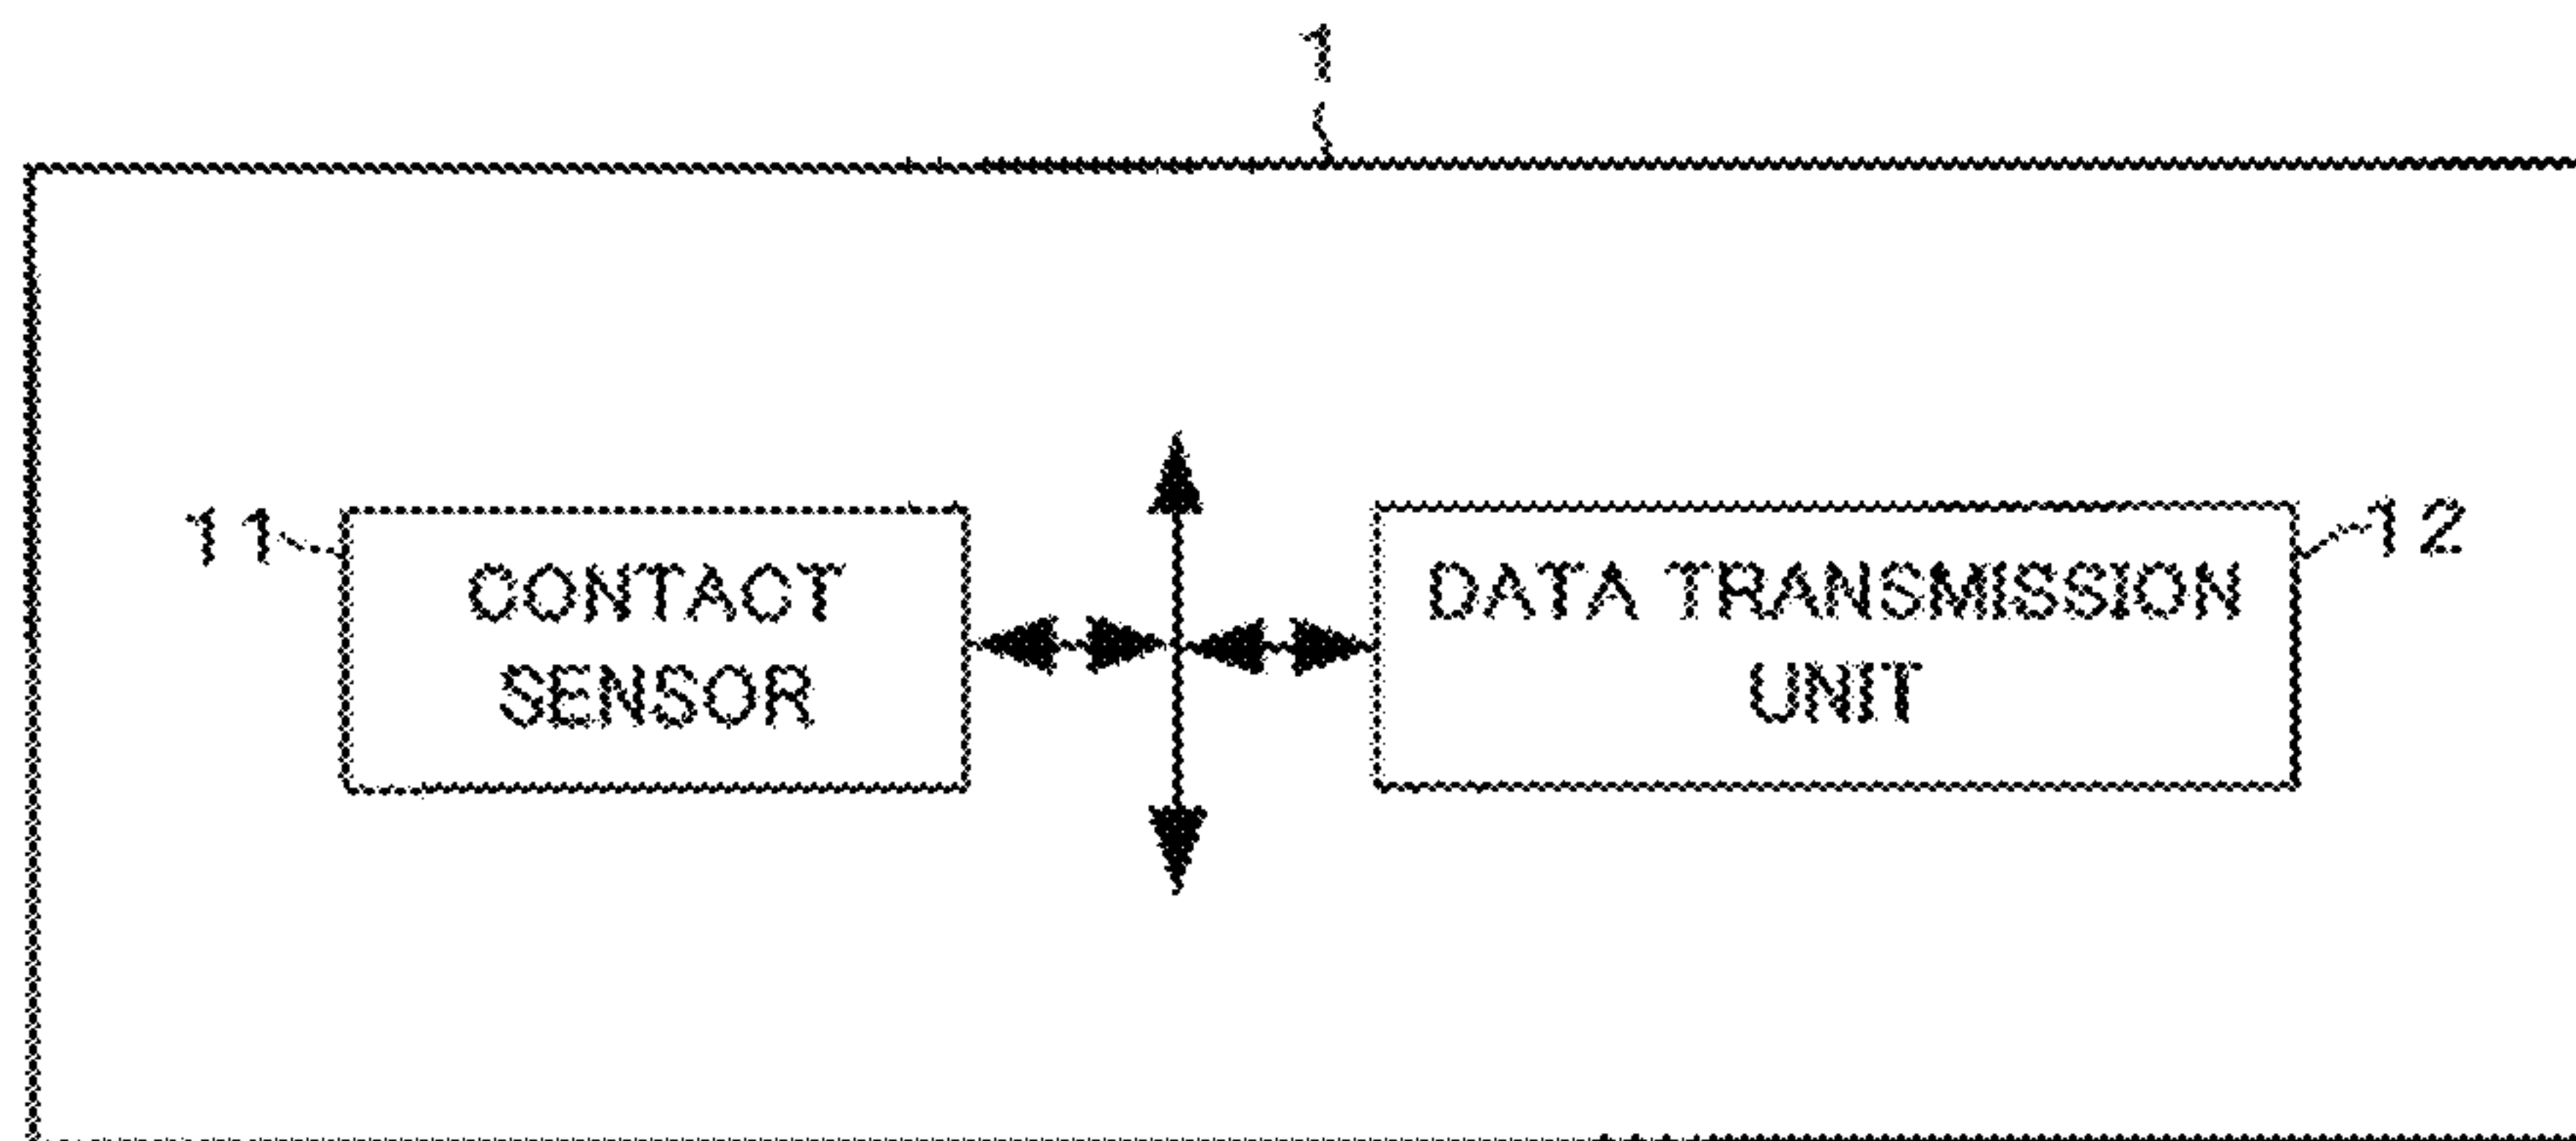 1
11
CONTACT
SENSOR
DATA TRANSMISSION
UNIT
12